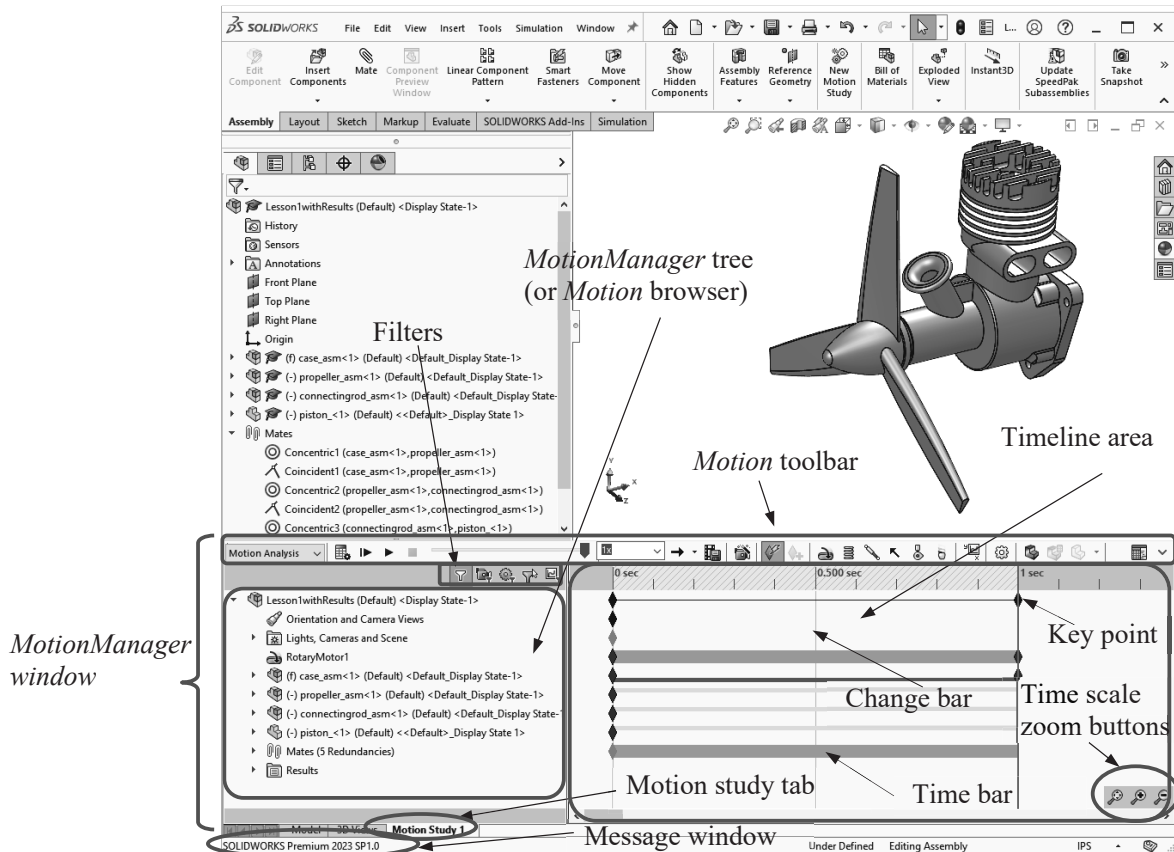 SOLIDWORKS File Edit View Insert Tools Simulation Window L...
Edit Component
Insert Components
Mate
Component Preview Window
Linear Component Pattern
Smart Fasteners
Move Component
Show Hidden Components
Assembly Features
Reference Geometry
New Motion Study
Bill of Materials
Exploded View
Instant3D
Update SpeedPak Subassemblies
Take Snapshot
Assembly Layout Sketch Markup Evaluate SOLIDWORKS Add-Ins Simulation
Lesson1withResults (Default) <Display State-1>
History
Sensors
Annotations
Front Plane
Top Plane
Right Plane
Origin
(f) case_asm<1> (Default) <Default_Display State-1>
(-) propeller_asm<1> (Default) <Default_Display State-1>
(-) connectingrod_asm<1> (Default) <Default_Display State-
(-) piston_<1> (Default) <<Default>_Display State 1>
Mates
Concentric1 (case_asm<1>,propeller_asm<1>)
Coincident1 (case_asm<1>,propeller_asm<1>)
Concentric2 (propeller_asm<1>,connectingrod_asm<1>)
Coincident2 (propeller_asm<1>,connectingrod_asm<1>)
Concentric3 (connectingrod_asm<1>,piston_<1>)
MotionManager tree
(or Motion browser)
Filters
Motion toolbar
Timeline area
Y
X
Z
Motion Analysis
1x
0 sec 0.500 sec 1 sec
Lesson1withResults (Default) <Display State-1>
Orientation and Camera Views
Lights, Cameras and Scene
RotaryMotor1
(f) case_asm<1> (Default) <Default_Display State-1>
(-) propeller_asm<1> (Default) <Default_Display State-1>
(-) connectingrod_asm<1> (Default) <Default_Display State-
(-) piston_<1> (Default) <<Default>_Display State 1>
Mates (5 Redundancies)
Results
MotionManager
window
Key point
Change bar
Time scale
zoom buttons
Time bar
Motion study tab
Message window
Model 3D Views Motion Study 1
SOLIDWORKS Premium 2023 SP1.0 Under Defined Editing Assembly IPS